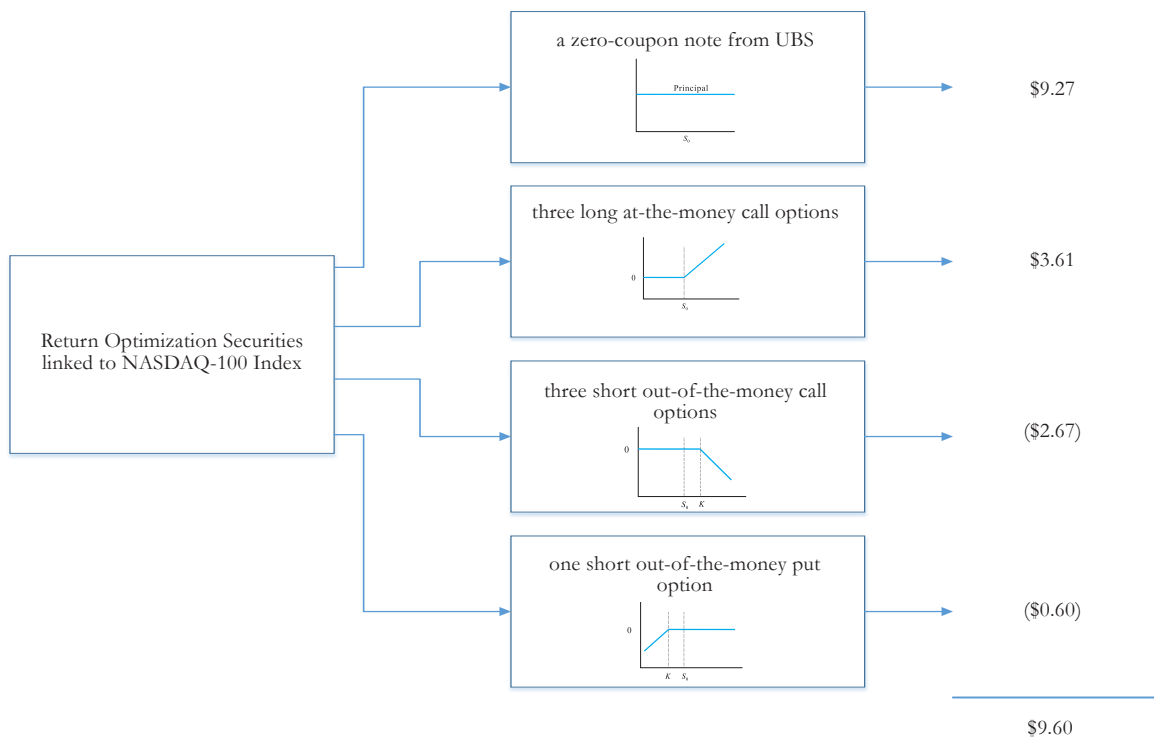 a zero-coupon note from UBS
Principal
S₀
$9.27
three long at-the-money call options
0
S₀
$3.61
Return Optimization Securities
linked to NASDAQ-100 Index
three short out-of-the-money call
options
0
S₀ K
($2.67)
one short out-of-the-money put
option
0
K S₀
($0.60)
$9.60